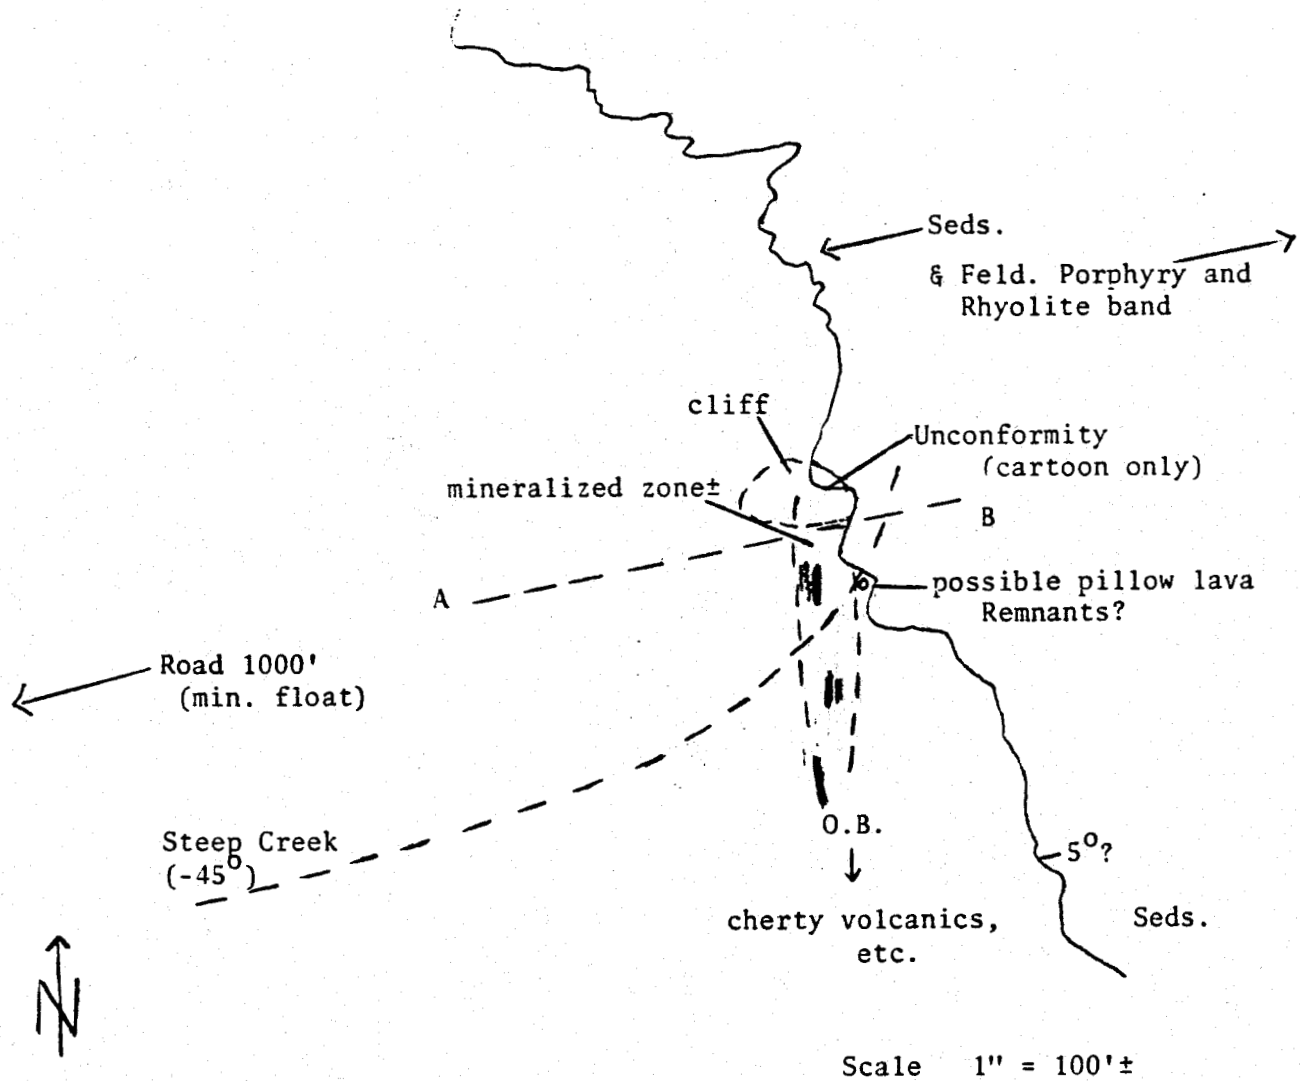 Seds.
& Feld. Porphyry and
Rhyolite band
cliff
Unconformity
(cartoon only)
mineralized zone±
B
A
possible pillow lava
Remnants?
Road 1000'
(min. float)
Steep Creek
(-45°)
O.B.
5°?
cherty volcanics,
etc.
Seds.
N
Scale 1" = 100'±